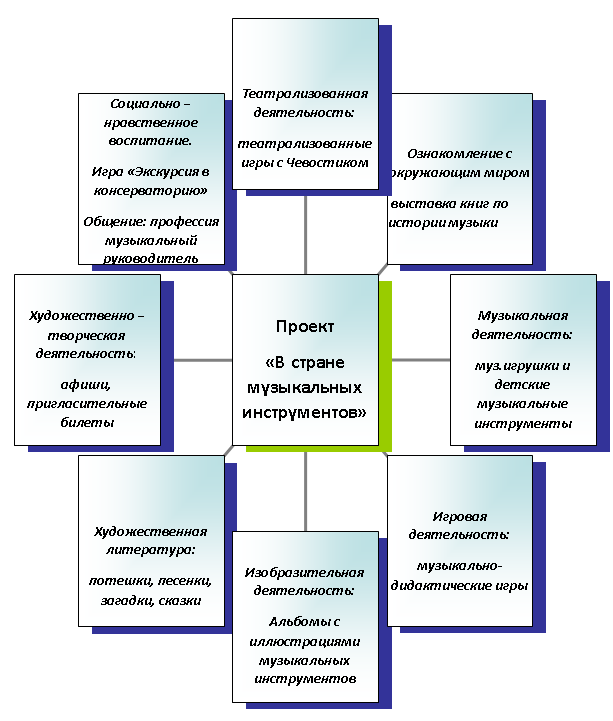 Театрализованная
деятельность:
театрализованные
игры с Чевостиком
Социально –
нравственное
воспитание.
Игра «Экскурсия в
консерваторию»
Общение: профессия
музыкальный
руководитель
Ознакомление с
окружающим миром
выставка книг по
истории музыки
Художественно –
творческая
деятельность:
афиши,
пригласительные
билеты
Проект
«В стране
музыкальных
инструментов»
Музыкальная
деятельность:
муз.игрушки и
детские
музыкальные
инструменты
Художественная
литература:
потешки, песенки,
загадки, сказки
Изобразительная
деятельность:
Альбомы с
иллюстрациями
музыкальных
инструментов
Игровая
деятельность:
музыкально-
дидактические игры